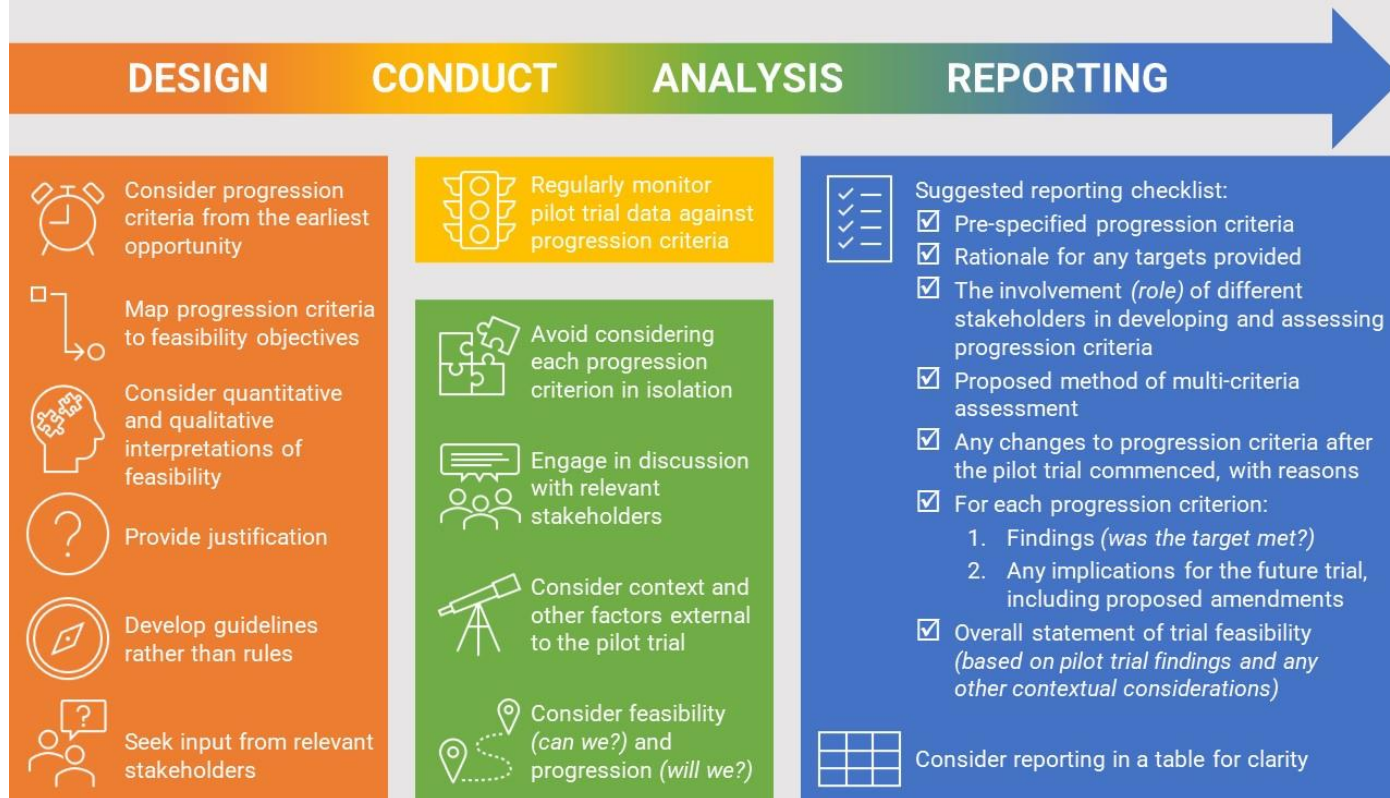 DESIGN CONDUCT ANALYSIS REPORTING
Consider progression
criteria from the earliest
opportunity
Map progression criteria
to feasibility objectives
Consider quantitative
and qualitative
interpretations of
feasibility
?
Provide justification
Develop guidelines
rather than rules
?
Seek input from relevant
stakeholders
Regularly monitor
pilot trial data against
progression criteria
Avoid considering
each progression
criterion in isolation
Engage in discussion
with relevant
stakeholders
Consider context and
other factors external
to the pilot trial
Consider feasibility
(can we?) and
progression (will we?)
Suggested reporting checklist:
☑ Pre-specified progression criteria
☑ Rationale for any targets provided
☑ The involvement (role) of different
stakeholders in developing and assessing
progression criteria
☑ Proposed method of multi-criteria
assessment
☑ Any changes to progression criteria after
the pilot trial commenced, with reasons
☑ For each progression criterion:
1. Findings (was the target met?)
2. Any implications for the future trial,
including proposed amendments
☑ Overall statement of trial feasibility
(based on pilot trial findings and any
other contextual considerations)
Consider reporting in a table for clarity